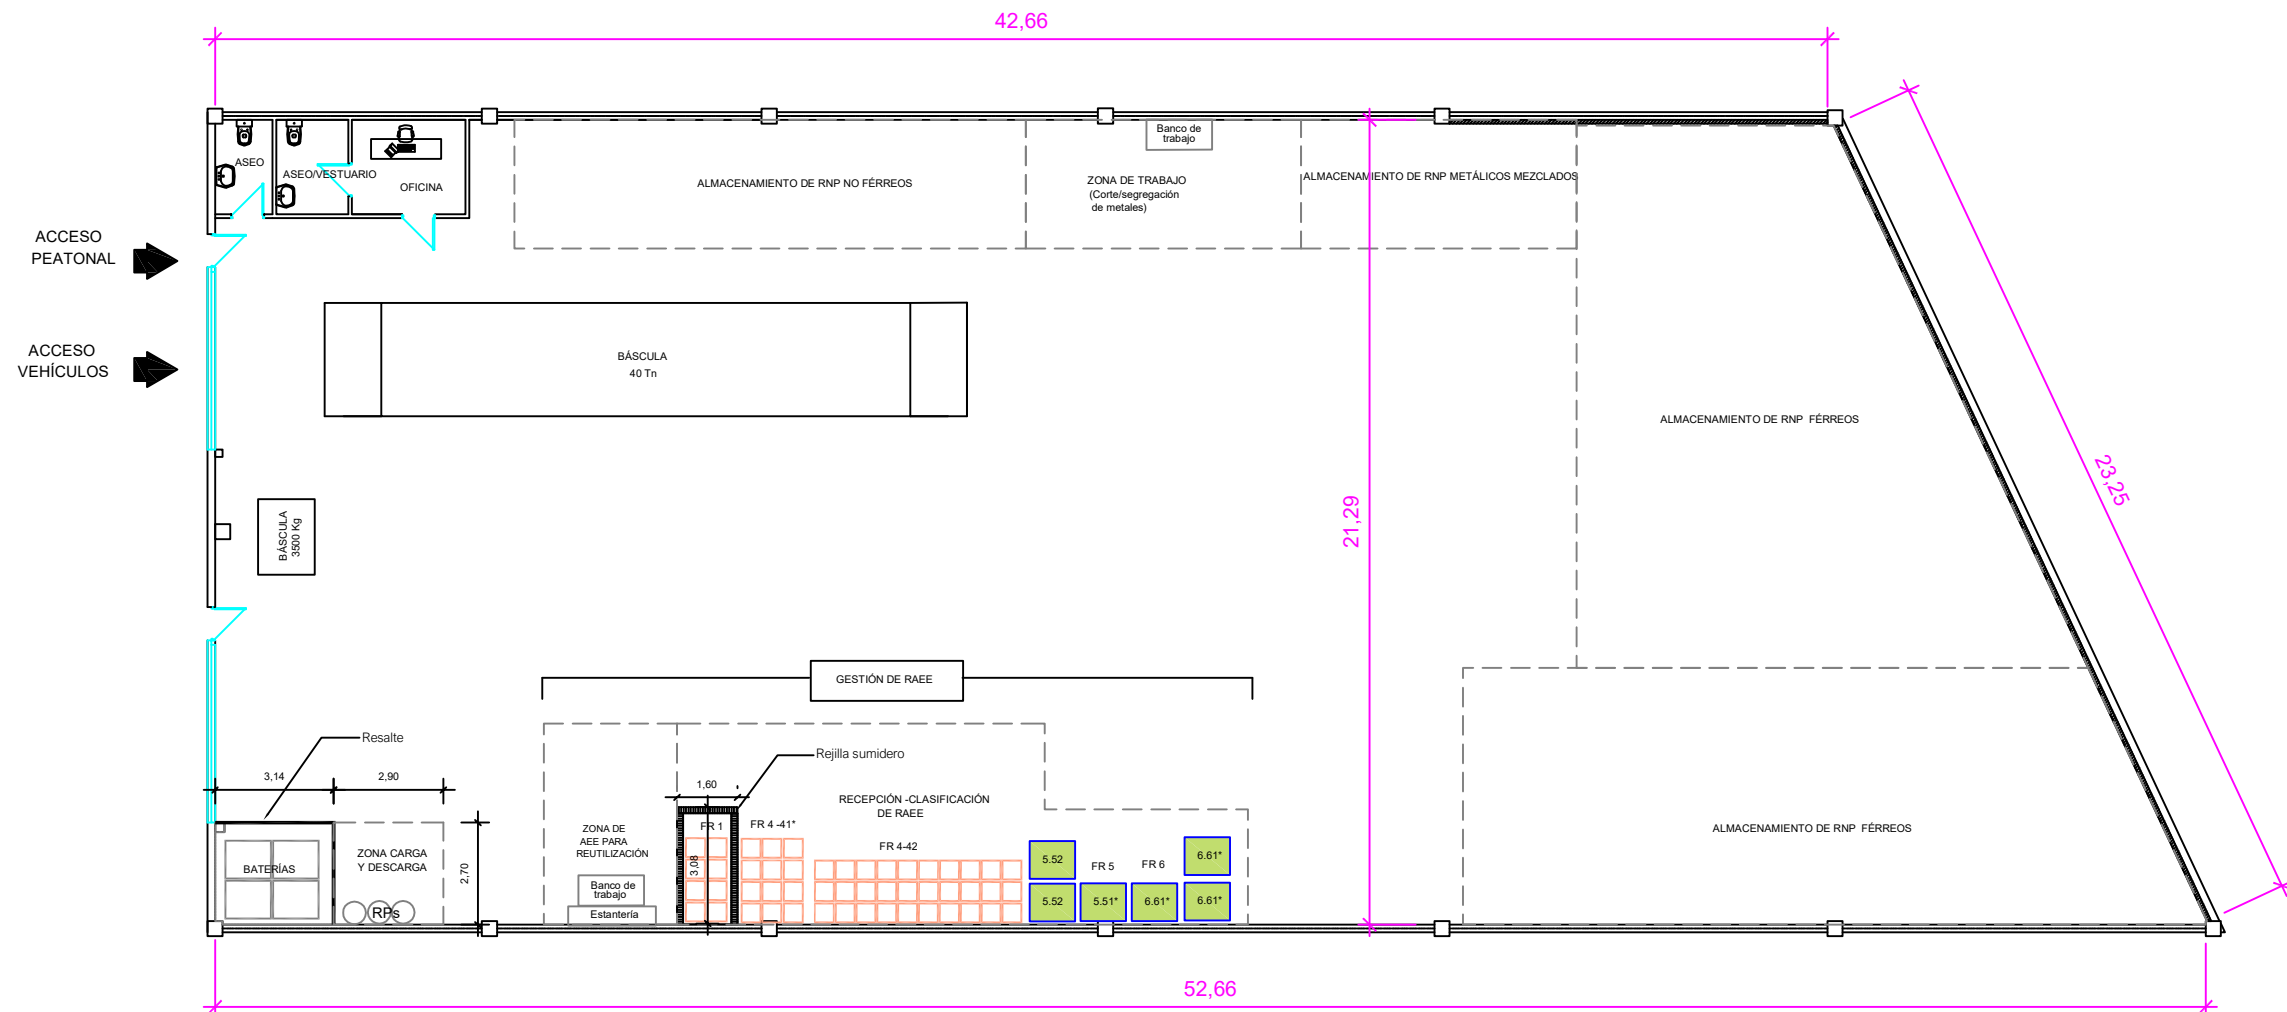 42,66
Banco de
trabajo
ASEO
ASEO/VESTUARIO
OFICINA
ALMACENAMIENTO DE RNP NO FÉRREOS
ZONA DE TRABAJO
(Corte/segregación
de metales)
ALMACENAMIENTO DE RNP METÁLICOS MEZCLADOS
ACCESO
PEATONAL
ACCESO
VEHÍCULOS
BÁSCULA
40 Tn
ALMACENAMIENTO DE RNP FÉRREOS
23,25
21,29
BÁSCULA
3500 Kg
GESTIÓN DE RAEE
Resalte
Rejilla sumidero
3,14
2,90
1,60
RECEPCIÓN -CLASIFICACIÓN
DE RAEE
ZONA DE
AEE PARA
REUTILIZACIÓN
FR 1
FR 4 -41*
FR 4-42
ALMACENAMIENTO DE RNP FÉRREOS
BATERÍAS
ZONA CARGA
Y DESCARGA
2,70
3,08
5.52
FR 5
FR 6
6.61*
Banco de
trabajo
Estantería
RPs
5.52
5.51*
6.61*
6.61*
52,66